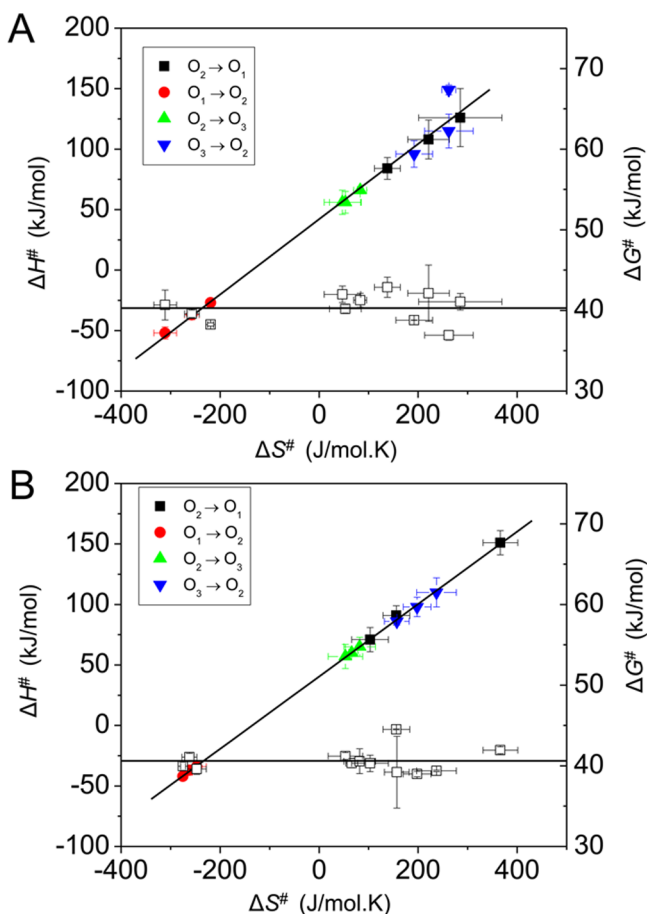 A
O₂→O₁
O₁→O₂
O₂→O₃
O₃→O₂
200
150
100
50
0
-50
-100
ΔH# (kJ/mol)
70
60
50
40
30
ΔG# (kJ/mol)
-400 -200 0 200 400
ΔS# (J/mol.K)
B
O₂→O₁
O₁→O₂
O₂→O₃
O₃→O₂
200
150
100
50
0
-50
-100
ΔH# (kJ/mol)
70
60
50
40
30
ΔG# (kJ/mol)
-400 -200 0 200 400
ΔS# (J/mol.K)